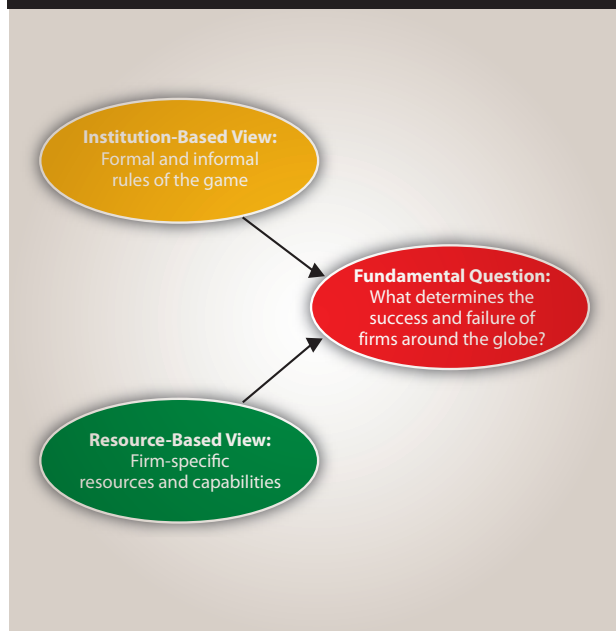 Institution-Based View:
Formal and informal
rules of the game
Fundamental Question:
What determines the
success and failure of
firms around the globe?
Resource-Based View:
Firm-specific
resources and capabilities